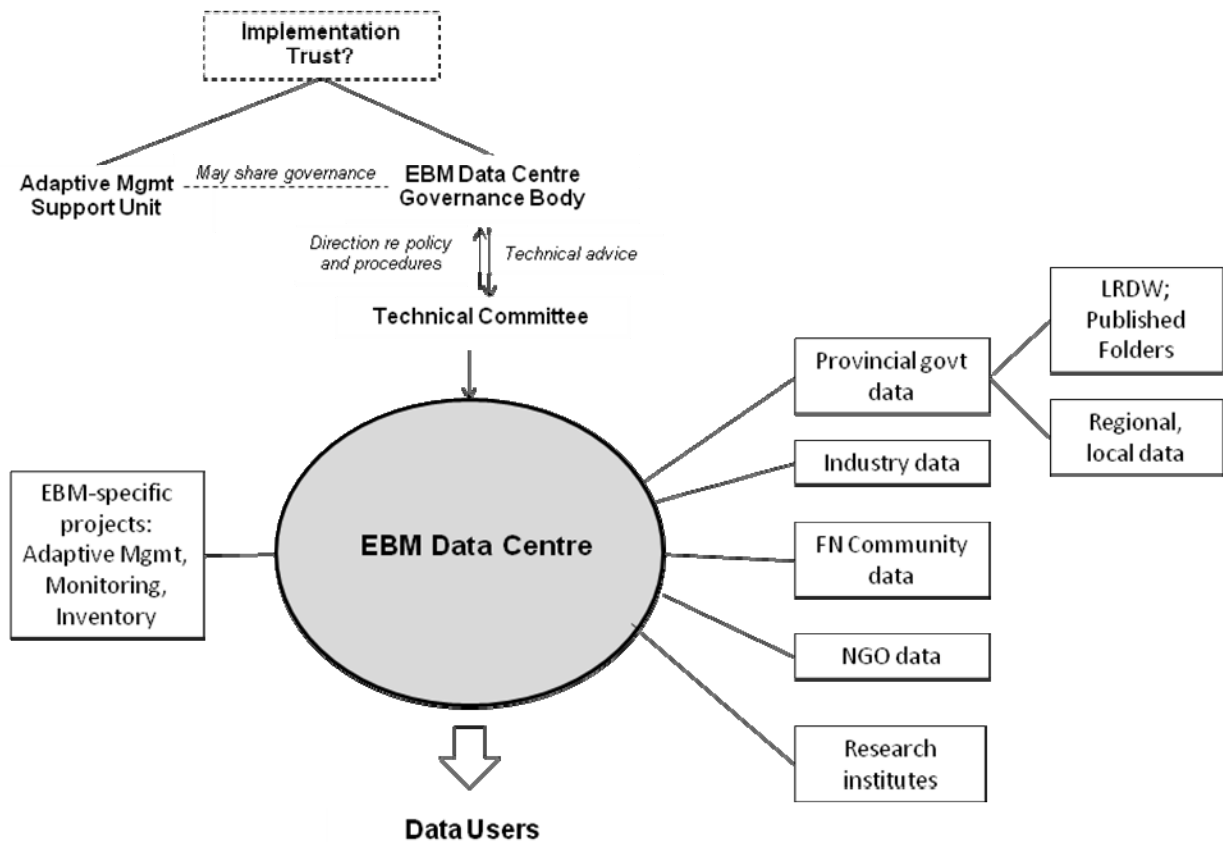 Implementation
Trust?
Adaptive Mgmt
Support Unit
May share governance
EBM Data Centre
Governance Body
Direction re policy
and procedures
Technical advice
Technical Committee
LRDW;
Published
Folders
Provincial govt
data
Regional,
local data
Industry data
EBM-specific
projects:
Adaptive Mgmt,
Monitoring,
Inventory
EBM Data Centre
FN Community
data
NGO data
Research
institutes
Data Users